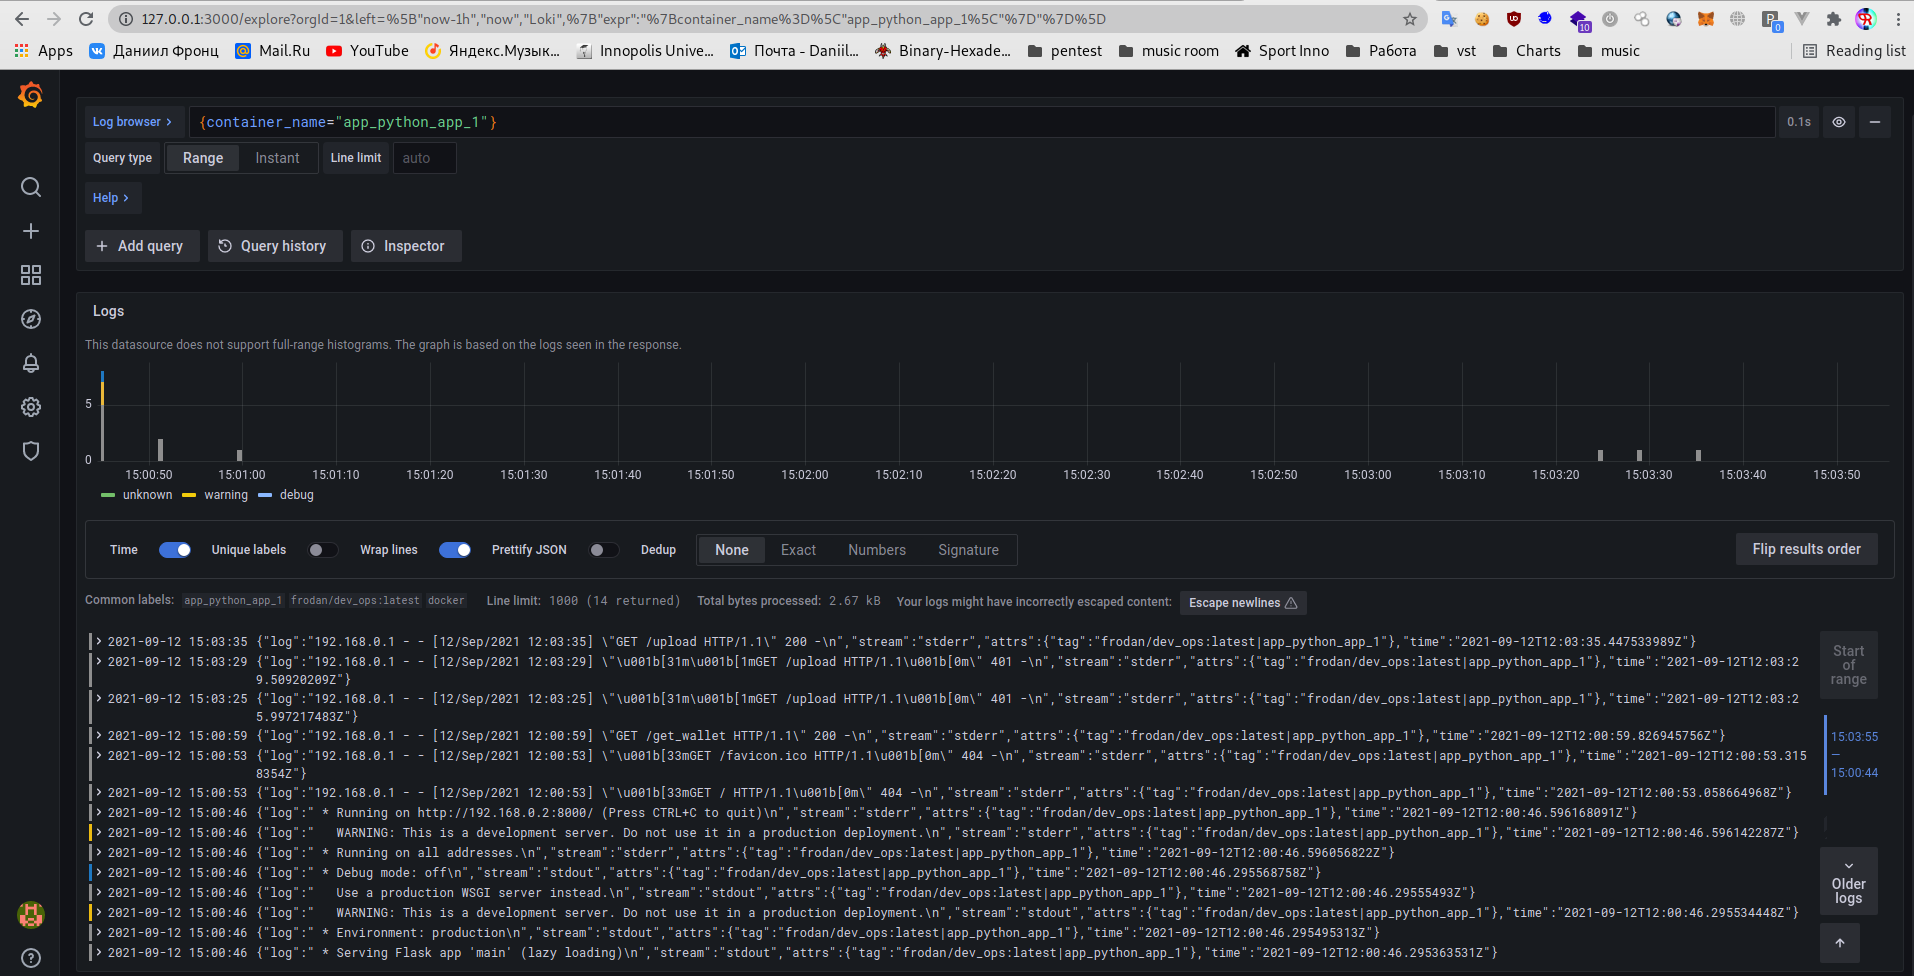 127.0.0.1:3000/explore?orgId=1&left=%5B"now-1h","now","Loki",%7B"expr":"%7Bcontainer_name%3D%5C"app_python_app_1%5C"%7D"%7D%5D
10
0
Apps
Даниил Фронц
Mail.Ru
YouTube
Яндекс.Музык...
Innopolis Unive...
Почта - Daniil...
Binary-Hexade...
pentest
music room
Sport Inno
Работа
vst
Charts
music
Reading list
Log browser >
{container_name="app_python_app_1"}
0.1s
Query type
Range
Instant
Line limit
auto
Help >
+ Add query
Query history
Inspector
Logs
This datasource does not support full-range histograms. The graph is based on the logs seen in the response.
5
0
15:00:50 15:01:00 15:01:10 15:01:20 15:01:30 15:01:40 15:01:50 15:02:00 15:02:10 15:02:20 15:02:30 15:02:40 15:02:50 15:03:00 15:03:10 15:03:20 15:03:30 15:03:40 15:03:50
unknown warning debug
Time
Unique labels
Wrap lines
Prettify JSON
Dedup
None
Exact
Numbers
Signature
Flip results order
Common labels: app_python_app_1 frodan/dev_ops:latest docker Line limit: 1000 (14 returned) Total bytes processed: 2.67 kB Your logs might have incorrectly escaped content: Escape newlines
> 2021-09-12 15:03:35 {"log":"192.168.0.1 - - [12/Sep/2021 12:03:35] \"GET /upload HTTP/1.1\" 200 -\n","stream":"stderr","attrs":{"tag":"frodan/dev_ops:latest|app_python_app_1"},"time":"2021-09-12T12:03:35.447533989Z"}
> 2021-09-12 15:03:29 {"log":"192.168.0.1 - - [12/Sep/2021 12:03:29] \"\u001b[31m\u001b[1mGET /upload HTTP/1.1\u001b[0m\" 401 -\n","stream":"stderr","attrs":{"tag":"frodan/dev_ops:latest|app_python_app_1"},"time":"2021-09-12T12:03:2
9.50920209Z"}
> 2021-09-12 15:03:25 {"log":"192.168.0.1 - - [12/Sep/2021 12:03:25] \"\u001b[31m\u001b[1mGET /upload HTTP/1.1\u001b[0m\" 401 -\n","stream":"stderr","attrs":{"tag":"frodan/dev_ops:latest|app_python_app_1"},"time":"2021-09-12T12:03:2
5.997217483Z"}
> 2021-09-12 15:00:59 {"log":"192.168.0.1 - - [12/Sep/2021 12:00:59] \"GET /get_wallet HTTP/1.1\" 200 -\n","stream":"stderr","attrs":{"tag":"frodan/dev_ops:latest|app_python_app_1"},"time":"2021-09-12T12:00:59.826945756Z"}
> 2021-09-12 15:00:53 {"log":"192.168.0.1 - - [12/Sep/2021 12:00:53] \"\u001b[33mGET /favicon.ico HTTP/1.1\u001b[0m\" 404 -\n","stream":"stderr","attrs":{"tag":"frodan/dev_ops:latest|app_python_app_1"},"time":"2021-09-12T12:00:53.315
8354Z"}
> 2021-09-12 15:00:53 {"log":"192.168.0.1 - - [12/Sep/2021 12:00:53] \"\u001b[33mGET / HTTP/1.1\u001b[0m\" 404 -\n","stream":"stderr","attrs":{"tag":"frodan/dev_ops:latest|app_python_app_1"},"time":"2021-09-12T12:00:53.058664968Z"}
> 2021-09-12 15:00:46 {"log":" * Running on http://192.168.0.2:8000/ (Press CTRL+C to quit)\n","stream":"stderr","attrs":{"tag":"frodan/dev_ops:latest|app_python_app_1"},"time":"2021-09-12T12:00:46.596168091Z"}
> 2021-09-12 15:00:46 {"log":"   WARNING: This is a development server. Do not use it in a production deployment.\n","stream":"stderr","attrs":{"tag":"frodan/dev_ops:latest|app_python_app_1"},"time":"2021-09-12T12:00:46.596142287Z"}
> 2021-09-12 15:00:46 {"log":" * Running on all addresses.\n","stream":"stderr","attrs":{"tag":"frodan/dev_ops:latest|app_python_app_1"},"time":"2021-09-12T12:00:46.596056822Z"}
> 2021-09-12 15:00:46 {"log":" * Debug mode: off\n","stream":"stdout","attrs":{"tag":"frodan/dev_ops:latest|app_python_app_1"},"time":"2021-09-12T12:00:46.295568758Z"}
> 2021-09-12 15:00:46 {"log":"   Use a production WSGI server instead.\n","stream":"stdout","attrs":{"tag":"frodan/dev_ops:latest|app_python_app_1"},"time":"2021-09-12T12:00:46.29555493Z"}
> 2021-09-12 15:00:46 {"log":"   WARNING: This is a development server. Do not use it in a production deployment.\n","stream":"stdout","attrs":{"tag":"frodan/dev_ops:latest|app_python_app_1"},"time":"2021-09-12T12:00:46.295534448Z"}
> 2021-09-12 15:00:46 {"log":" * Environment: production\n","stream":"stdout","attrs":{"tag":"frodan/dev_ops:latest|app_python_app_1"},"time":"2021-09-12T12:00:46.295495313Z"}
> 2021-09-12 15:00:46 {"log":" * Serving Flask app 'main' (lazy loading)\n","stream":"stdout","attrs":{"tag":"frodan/dev_ops:latest|app_python_app_1"},"time":"2021-09-12T12:00:46.295363531Z"}
Start
of
range
15:03:55
—
15:00:44
Older
logs